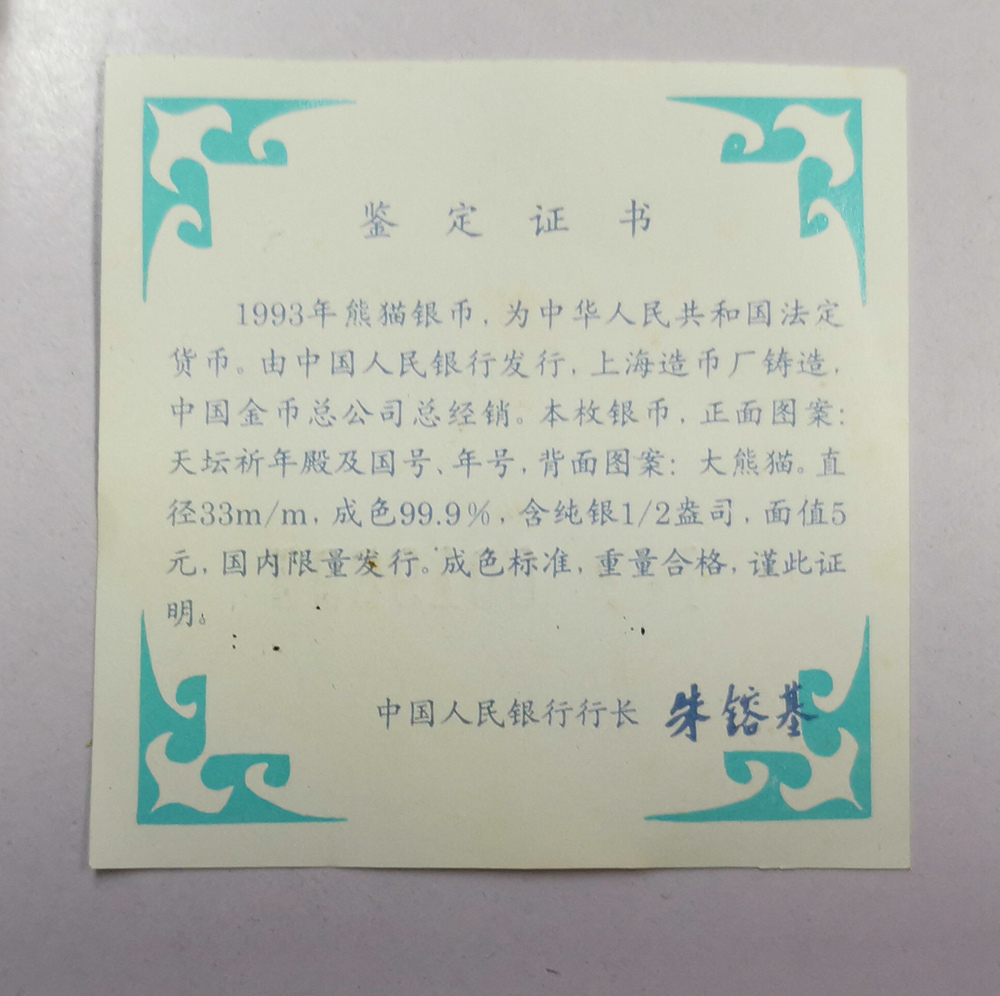 鉴定证书
1993年熊猫银币，为中华人民共和国法定
货币。由中国人民银行发行，上海造币厂铸造，
中国金币总公司总经销。本枚银币，正面图案：
天坛祈年殿及国号、年号，背面图案：大熊猫。直
径33m/m，成色99.9%，含纯银1/2盎司，面值5
元，国内限量发行。成色标准，重量合格，谨此证
明。
中国人民银行行长 朱镕基